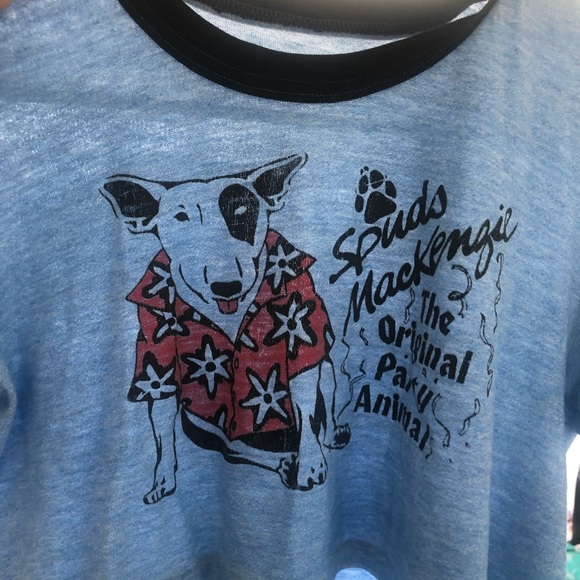 Spuds
MacKenzie
The
Original
Party
Animal